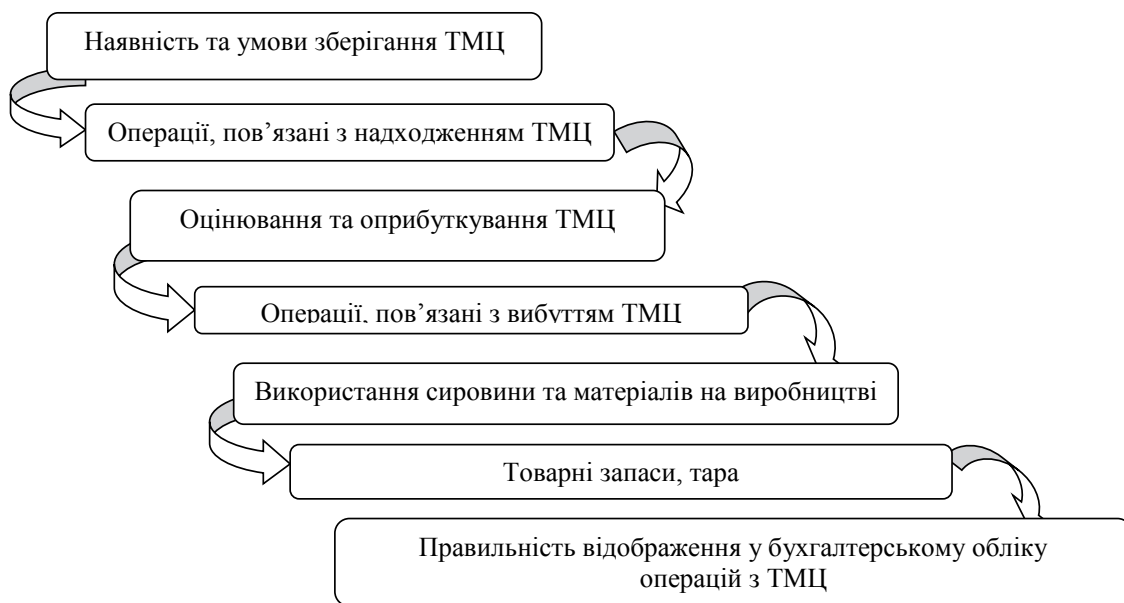 Наявність та умови зберігання ТМЦ
Операції, пов’язані з надходженням ТМЦ
Оцінювання та оприбуткування ТМЦ
Операції, пов’язані з вибуттям ТМЦ
Використання сировини та матеріалів на виробництві
Товарні запаси, тара
Правильність відображення у бухгалтерському обліку
операцій з ТМЦ